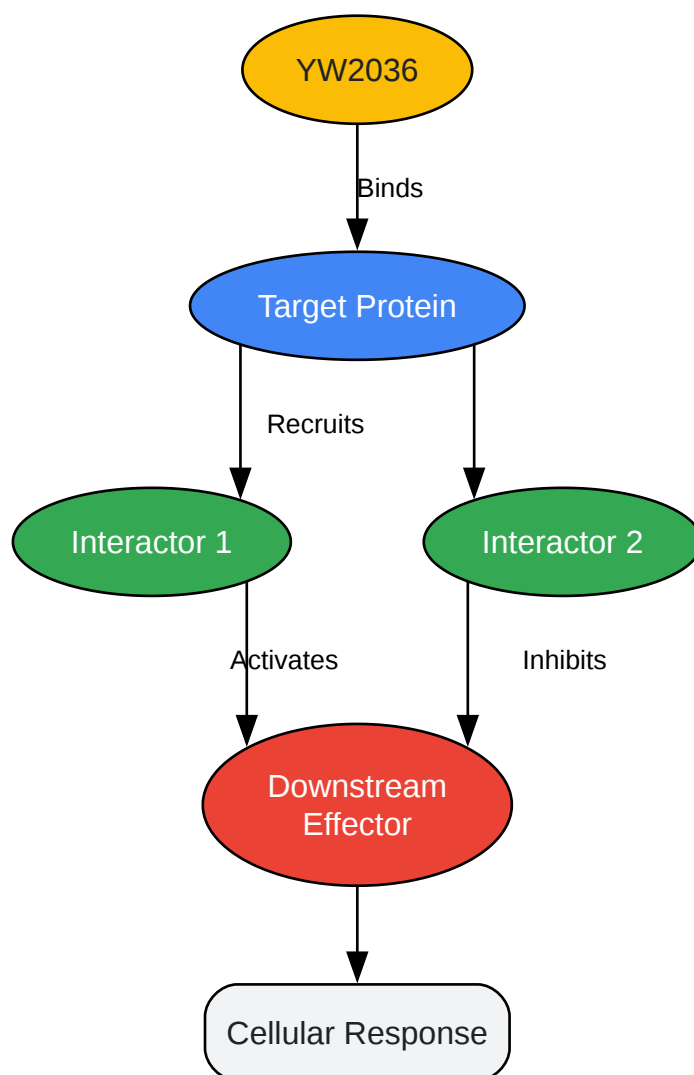 YW2036
Binds
Target Protein
Recruits
Interactor 1
Interactor 2
Activates
Inhibits
Downstream
Effector
Cellular Response